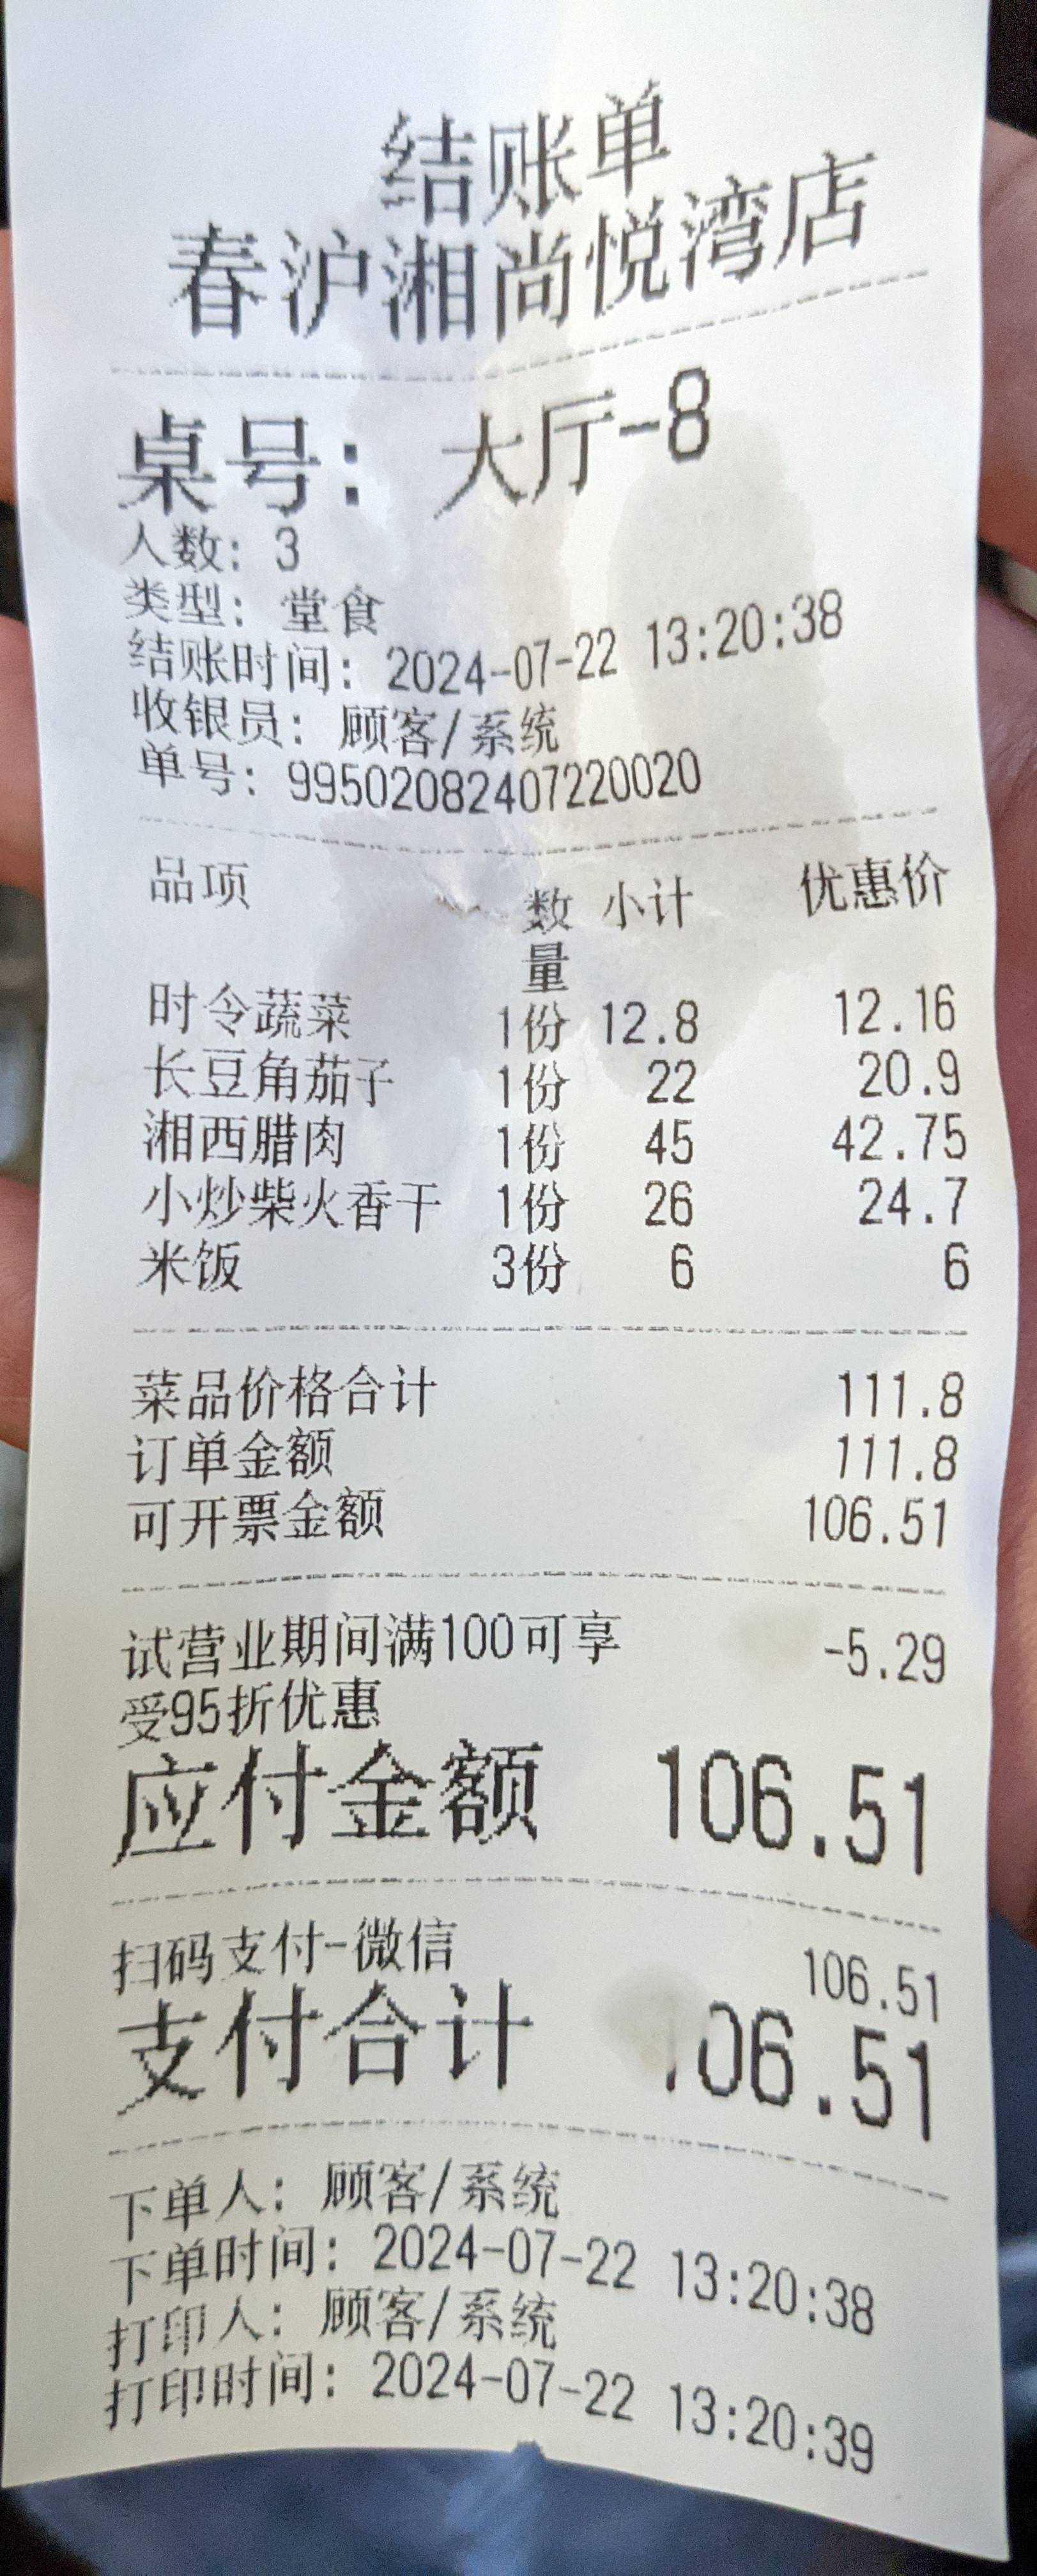 结账单
春沪湘尚悦湾店
桌号: 大厅-8
人数: 3
类型: 堂食
结账时间: 2024-07-22 13:20:38
收银员: 顾客/系统
单号: 99502082407220020
品项 数量 小计 优惠价
时令蔬菜 1份 12.8 12.16
长豆角茄子 1份 22 20.9
湘西腊肉 1份 45 42.75
小炒柴火香干 1份 26 24.7
米饭 3份 6 6
菜品价格合计 111.8
订单金额 111.8
可开票金额 106.51
试营业期间满100可享 -5.29
受95折优惠
应付金额 106.51
扫码支付-微信 106.51
支付合计 106.51
下单人: 顾客/系统
下单时间: 2024-07-22 13:20:38
打印人: 顾客/系统
打印时间: 2024-07-22 13:20:39